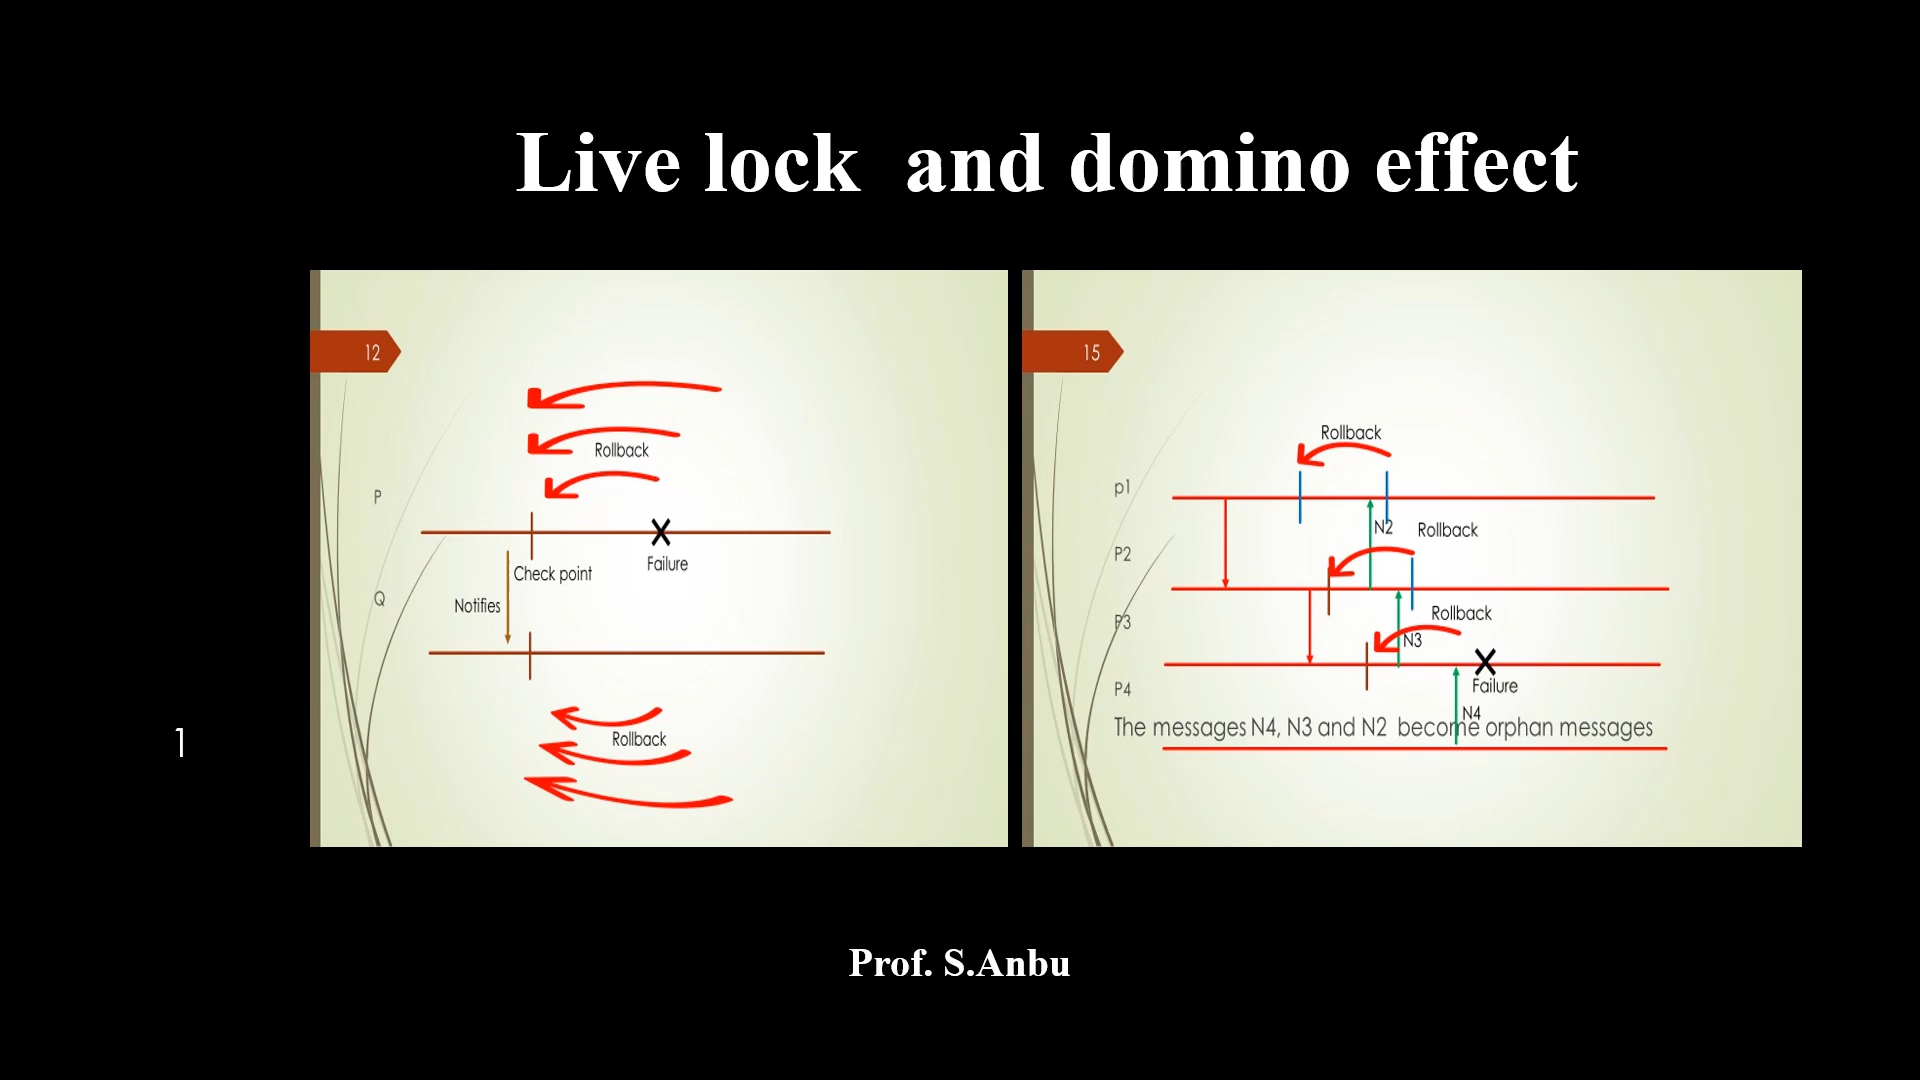 Live lock and domino effect
12
Rollback
P
Failure
Check point
Q
Notifies
Rollback
15
Rollback
p1
N2
Rollback
P2
Rollback
P3
N3
Failure
P4
N4
The messages N4, N3 and N2 become orphan messages
1
Prof. S.Anbu